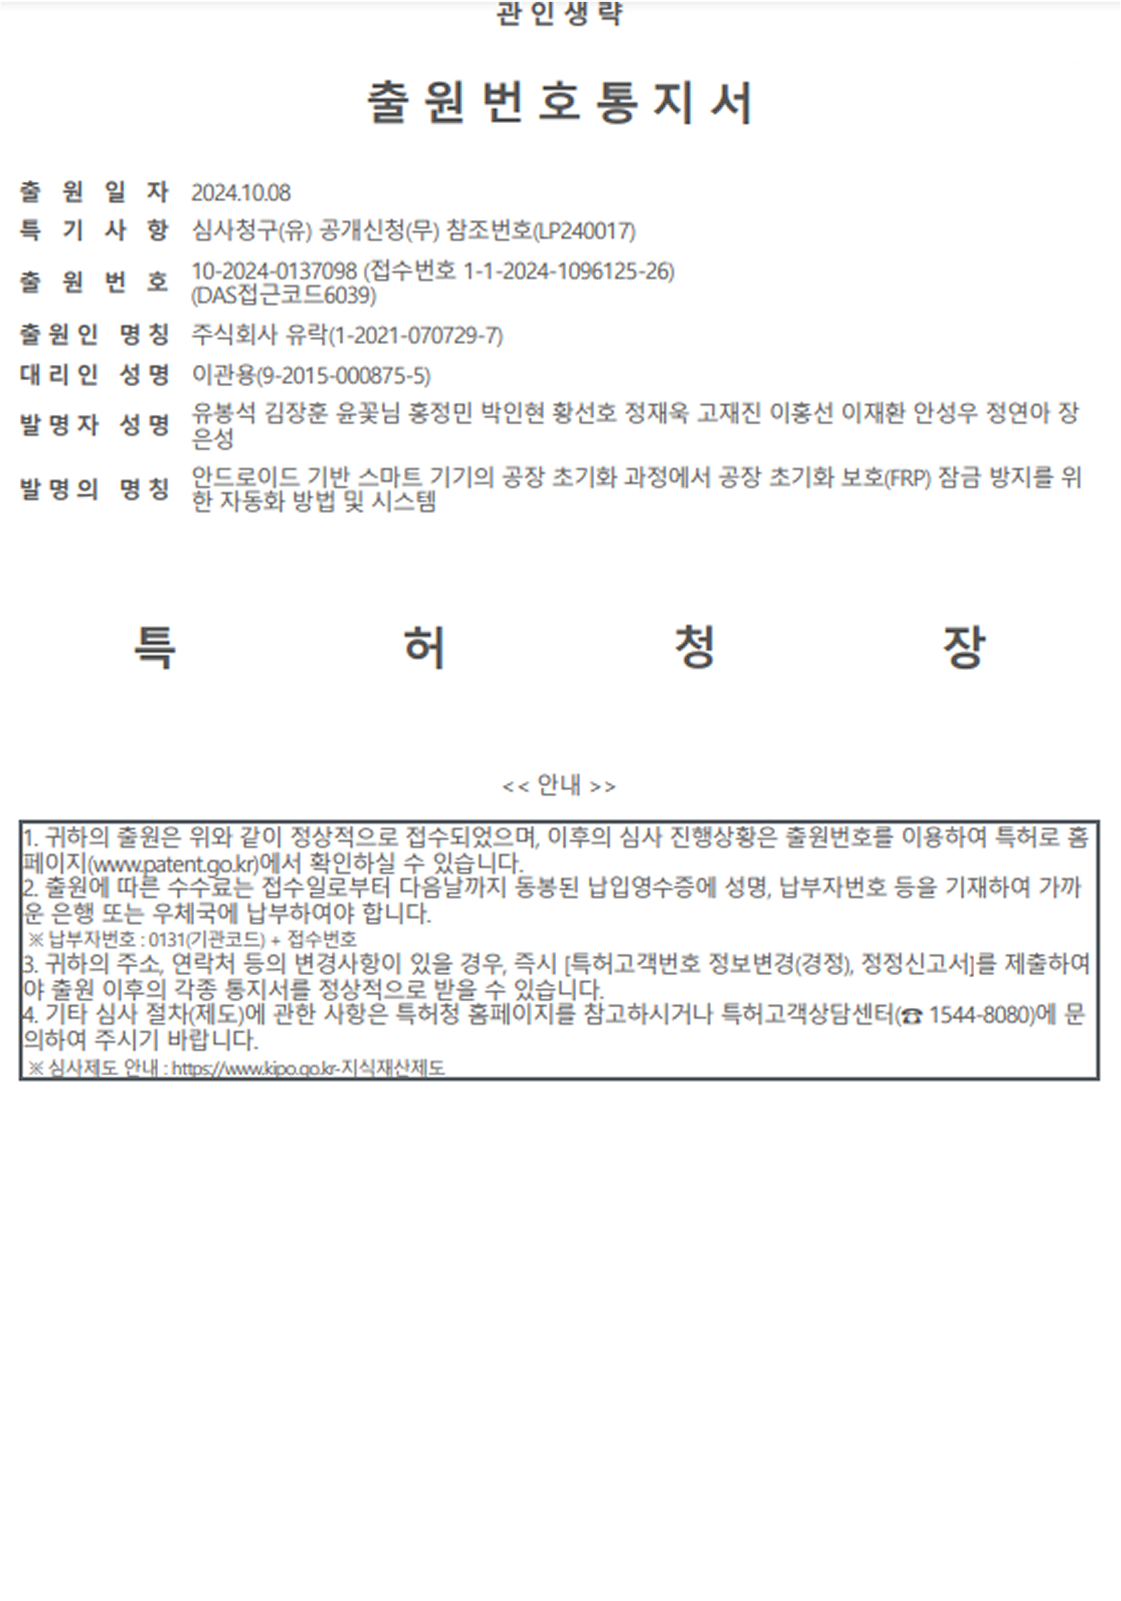 관 인 생 략
출 원 번 호 통 지 서
출 원 일 자 2024.10.08
특 기 사 항 심사청구(유) 공개신청(무) 참조번호(LP240017)
출 원 번 호 10-2024-0137098 (접수번호 1-1-2024-1096125-26)
(DAS접근코드6039)
출 원 인 명 칭 주식회사 유락(1-2021-070729-7)
대 리 인 성 명 이관용(9-2015-000875-5)
발 명 자 성 명 유봉석 김장훈 윤꽃님 홍정민 박인현 황선호 정재욱 고재진 이홍선 이재환 안성우 정연아 장
은성
발 명 의 명 칭 안드로이드 기반 스마트 기기의 공장 초기화 과정에서 공장 초기화 보호(FRP) 잠금 방지를 위
한 자동화 방법 및 시스템
특 허 청 장
<< 안내 >>
1. 귀하의 출원은 위와 같이 정상적으로 접수되었으며, 이후의 심사 진행상황은 출원번호를 이용하여 특허로 홈
페이지(www.patent.go.kr)에서 확인하실 수 있습니다.
2. 출원에 따른 수수료는 접수일로부터 다음날까지 동봉된 납입영수증에 성명, 납부자번호 등을 기재하여 가까
운 은행 또는 우체국에 납부하여야 합니다.
※ 납부자번호 : 0131(기관코드) + 접수번호
3. 귀하의 주소, 연락처 등의 변경사항이 있을 경우, 즉시 [특허고객번호 정보변경(경정), 정정신고서]를 제출하여
야 출원 이후의 각종 통지서를 정상적으로 받을 수 있습니다.
4. 기타 심사 절차(제도)에 관한 사항은 특허청 홈페이지를 참고하시거나 특허고객상담센터(☎ 1544-8080)에 문
의하여 주시기 바랍니다.
※ 심사제도 안내 : https://www.kipo.go.kr-지식재산제도